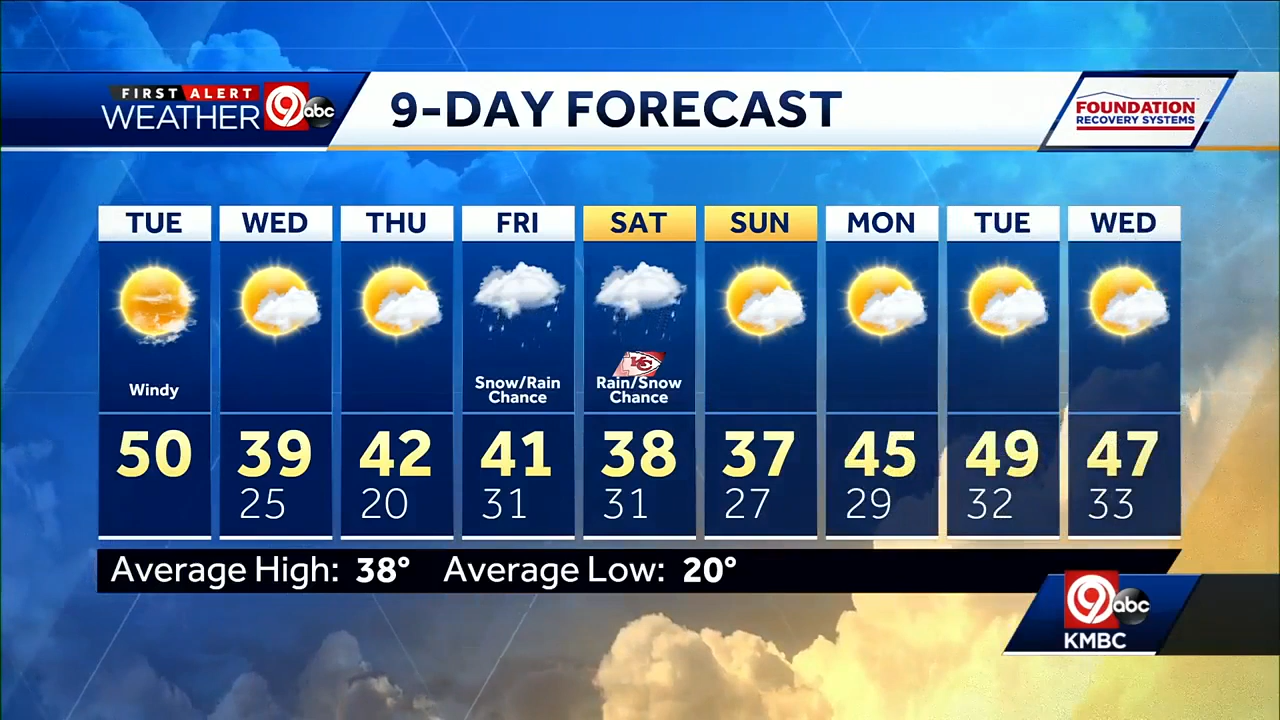 FIRST ALERT
WEATHER 9 abc
9-DAY FORECAST
FOUNDATION
RECOVERY SYSTEMS
TUE WED THU FRI SAT SUN MON TUE WED
KC
Windy
Snow/Rain
Chance
Rain/Snow
Chance
50 39 42 41 38 37 45 49 47
25 20 31 31 27 29 32 33
Average High: 38° Average Low: 20°
9 abc
KMBC